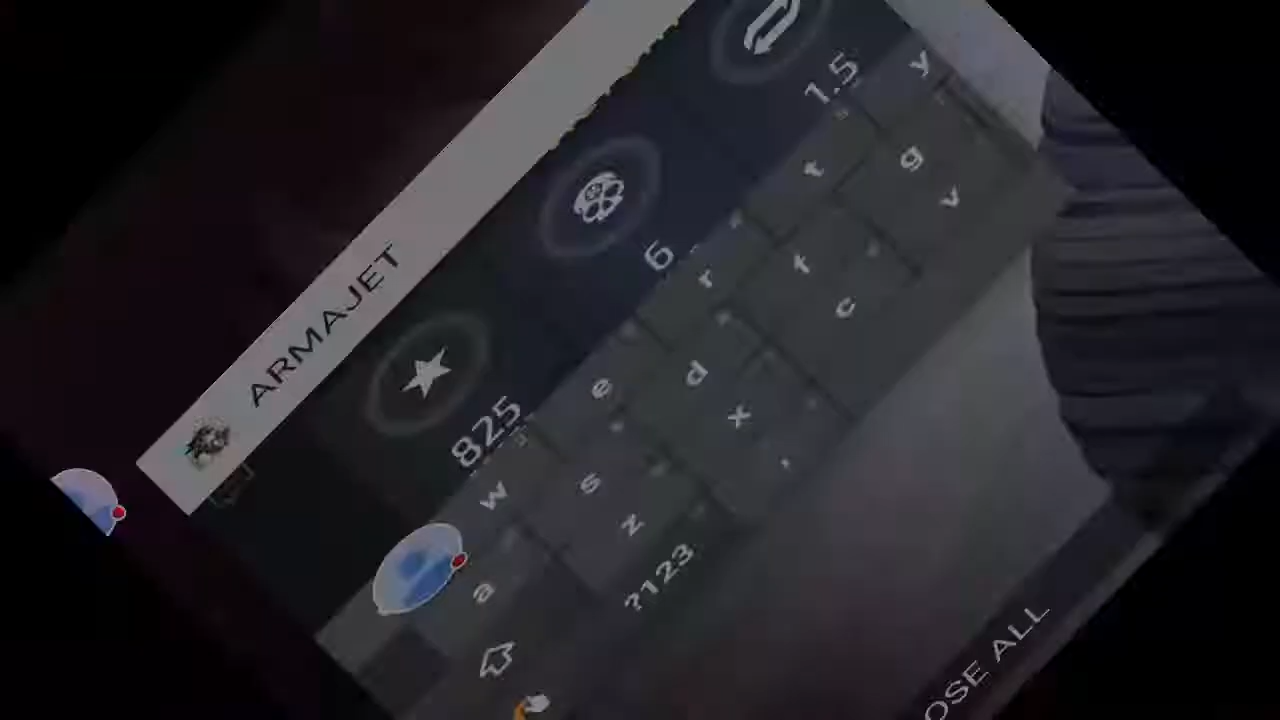 ARMAJET
825
6
1.5
w e r t y
a s d f g
z x c v
?123
OSE ALL